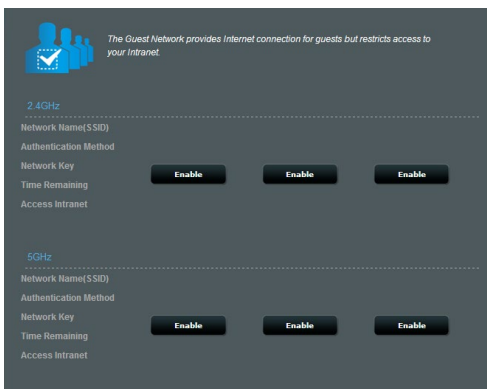 The Guest Network provides Internet connection for guests but restricts access to
your Intranet.
2.4GHz
Network Name(SSID)
Authentication Method
Network Key
Enable Enable Enable
Time Remaining
Access Intranet
5GHz
Network Name(SSID)
Authentication Method
Network Key
Enable Enable Enable
Time Remaining
Access Intranet